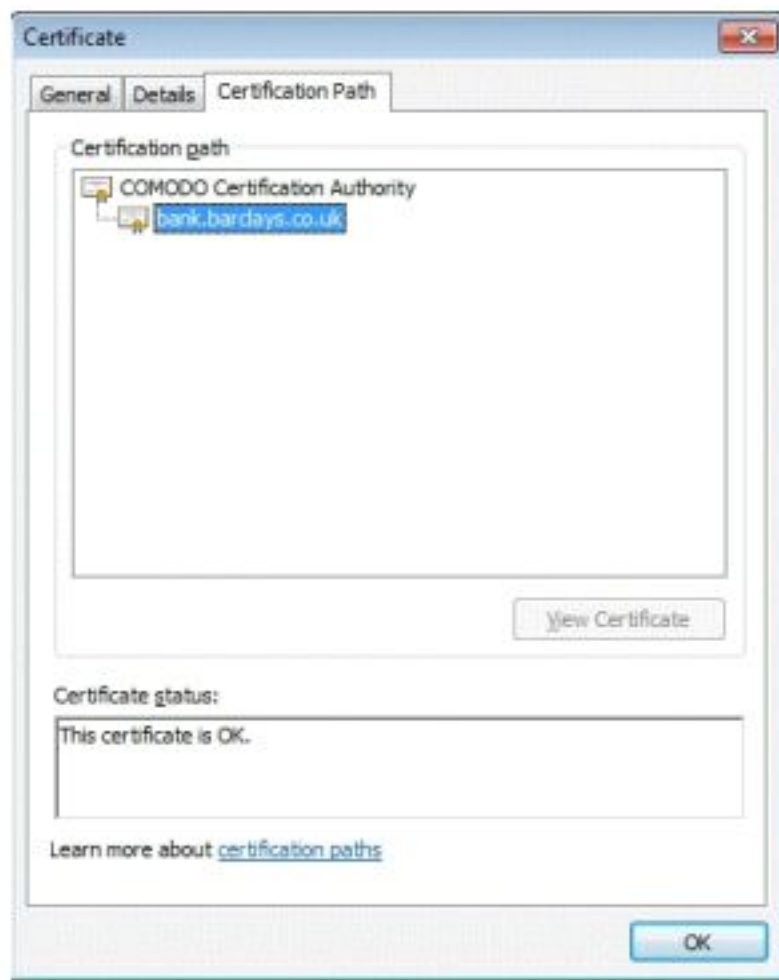 Certificate
General
Details
Certification Path
Certification path
COMODO Certification Authority
bank.barclays.co.uk
View Certificate
Certificate status:
This certificate is OK.
Learn more about certification paths
OK